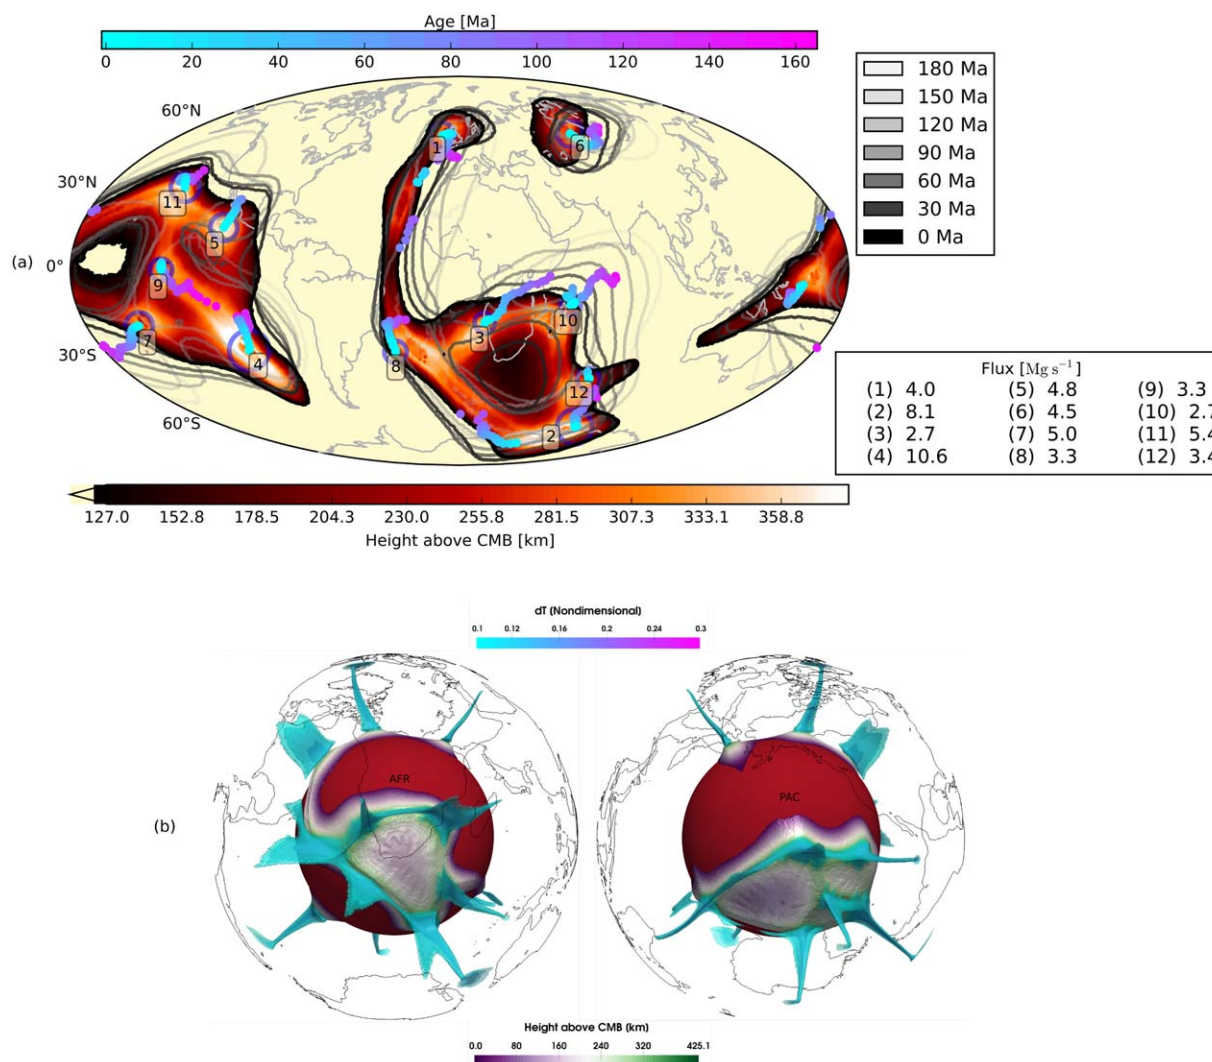 Age [Ma]
0 20 40 60 80 100 120 140 160
180 Ma
150 Ma
120 Ma
90 Ma
60 Ma
30 Ma
0 Ma
60°N
30°N
(a)
0°
30°S
60°S
1
6
11
5
9
10
3
7
4
8
12
2
Flux [Mg s⁻¹]
(1) 4.0 (5) 4.8 (9) 3.3
(2) 8.1 (6) 4.5 (10) 2.7
(3) 2.7 (7) 5.0 (11) 5.4
(4) 10.6 (8) 3.3 (12) 3.4
127.0 152.8 178.5 204.3 230.0 255.8 281.5 307.3 333.1 358.8
Height above CMB [km]
dT (Nondimensional)
0.1 0.12 0.16 0.2 0.24 0.3
AFR
PAC
(b)
Height above CMB (km)
0.0 80 160 240 320 425.1